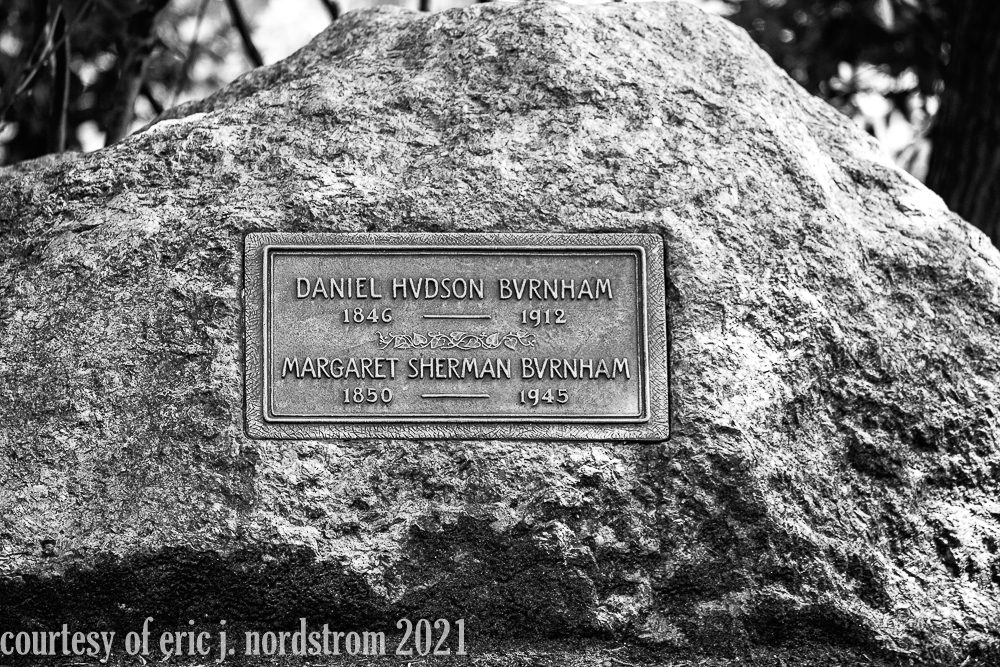 DANIEL HVDSON BVRNHAM
1846 — 1912
MARGARET SHERMAN BVRNHAM
1850 — 1945
courtesy of eric j. nordstrom 2021